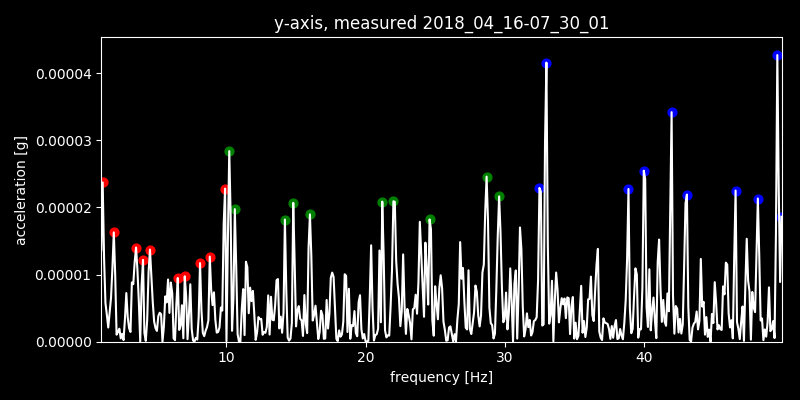 y-axis, measured 2018_04_16-07_30_01
0.00004
0.00003
0.00002
0.00001
0.00000
acceleration [g]
10 20 30 40
frequency [Hz]